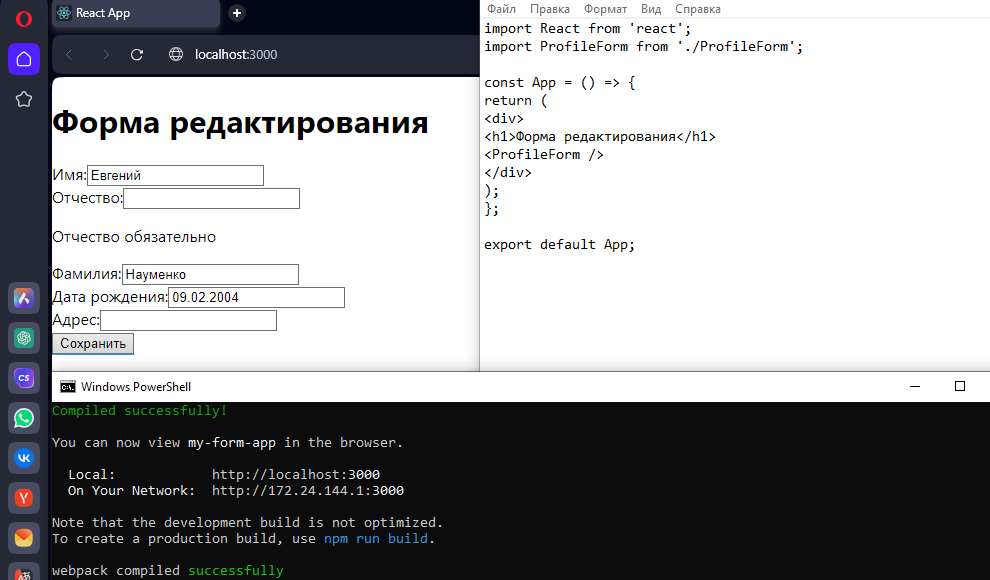 React App
localhost:3000
Форма редактирования
Имя: Евгений
Отчество:
Отчество обязательно
Фамилия: Науменко
Дата рождения: 09.02.2004
Адрес:
Сохранить
Файл Правка Формат Вид Справка
import React from 'react';
import ProfileForm from './ProfileForm';
const App = () => {
return (
<div>
<h1>Форма редактирования</h1>
<ProfileForm />
</div>
);
};
export default App;
Windows PowerShell
Compiled successfully!
You can now view my-form-app in the browser.
Local: http://localhost:3000
On Your Network: http://172.24.144.1:3000
Note that the development build is not optimized.
To create a production build, use npm run build.
webpack compiled successfully